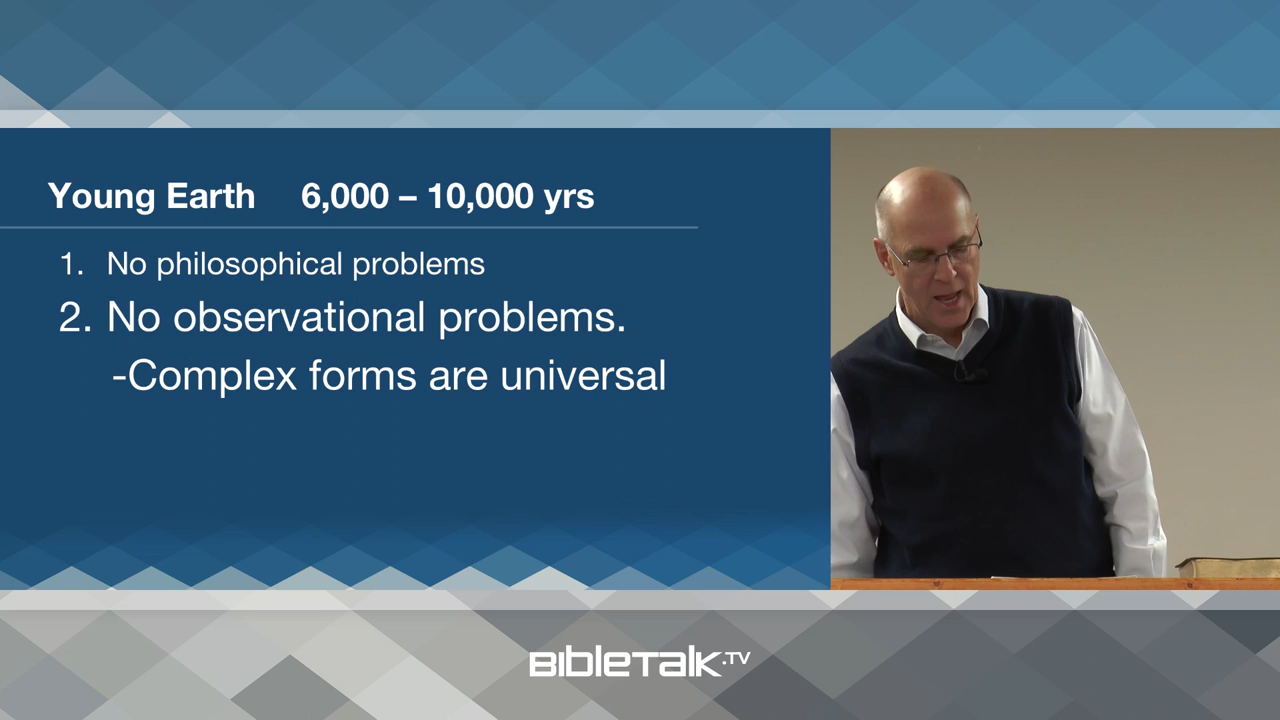 Young Earth 6,000 – 10,000 yrs
1. No philosophical problems
2. No observational problems.
-Complex forms are universal
BIBLETALK.TV